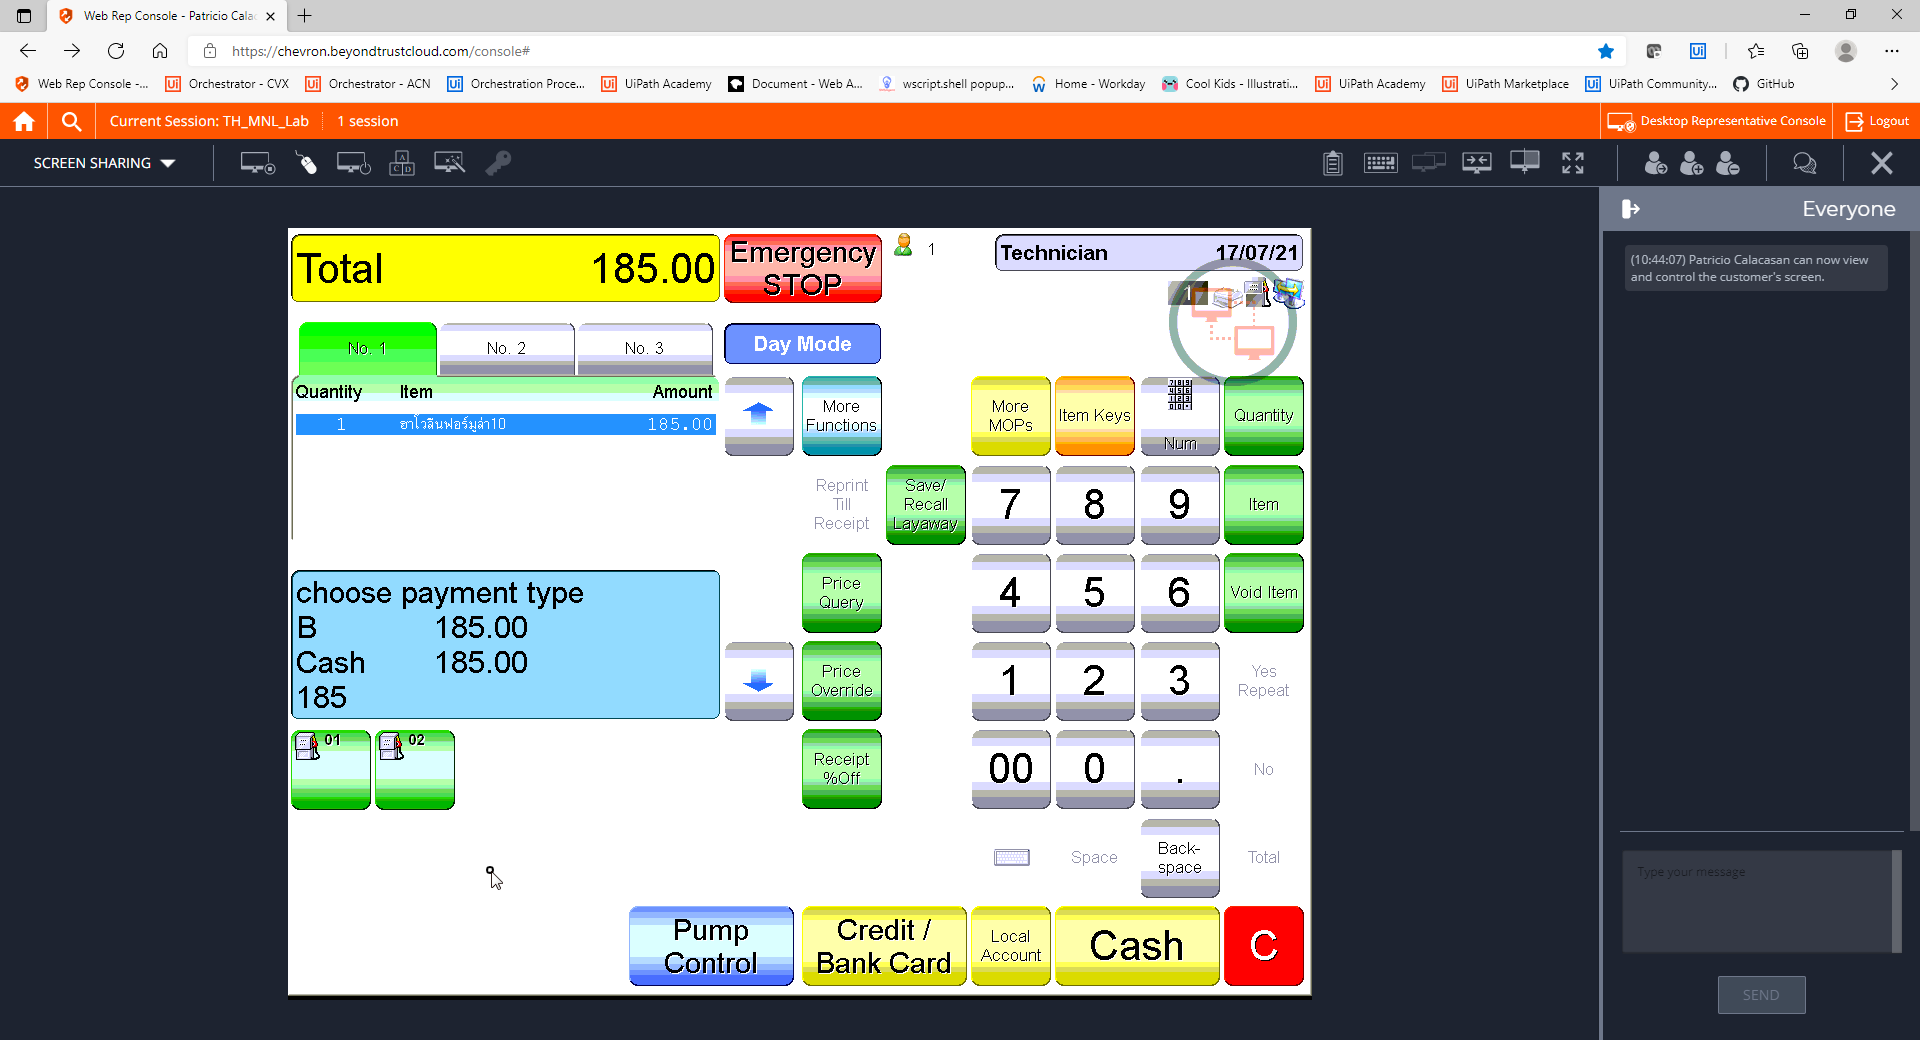 Web Rep Console - Patricio Cala
https://chevron.beyondtrustcloud.com/console#
Web Rep Console -...
Orchestrator - CVX
Orchestrator - ACN
Orchestration Proce...
UiPath Academy
Document - Web A...
wscript.shell popup...
Home - Workday
Cool Kids - Illustrati...
UiPath Academy
UiPath Marketplace
UiPath Community...
GitHub
Current Session: TH_MNL_Lab
1 session
Desktop Representative Console
Logout
SCREEN SHARING
Everyone
(10:44:07) Patricio Calacasan can now view
and control the customer's screen.
Total 185.00
Emergency
STOP
1
Technician 17/07/21
1
No. 1
No. 2
No. 3
Day Mode
Quantity Item Amount
1 ฮาโวลีนฟอร์มูล่า10 185.00
More
Functions
More
MOPs
Item Keys
Num
Quantity
Reprint
Till
Receipt
Save/
Recall
Layaway
7
8
9
Item
choose payment type
B 185.00
Cash 185.00
185
Price
Query
4
5
6
Void Item
Price
Override
1
2
3
Yes
Repeat
01
02
Receipt
%Off
00
0
.
No
Space
Back-
space
Total
Pump
Control
Credit /
Bank Card
Local
Account
Cash
C
Type your message
SEND